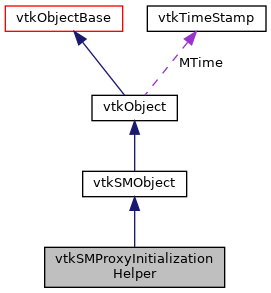 vtkObjectBase
vtkTimeStamp
MTime
vtkObject
vtkSMObject
vtkSMProxyInitialization
Helper